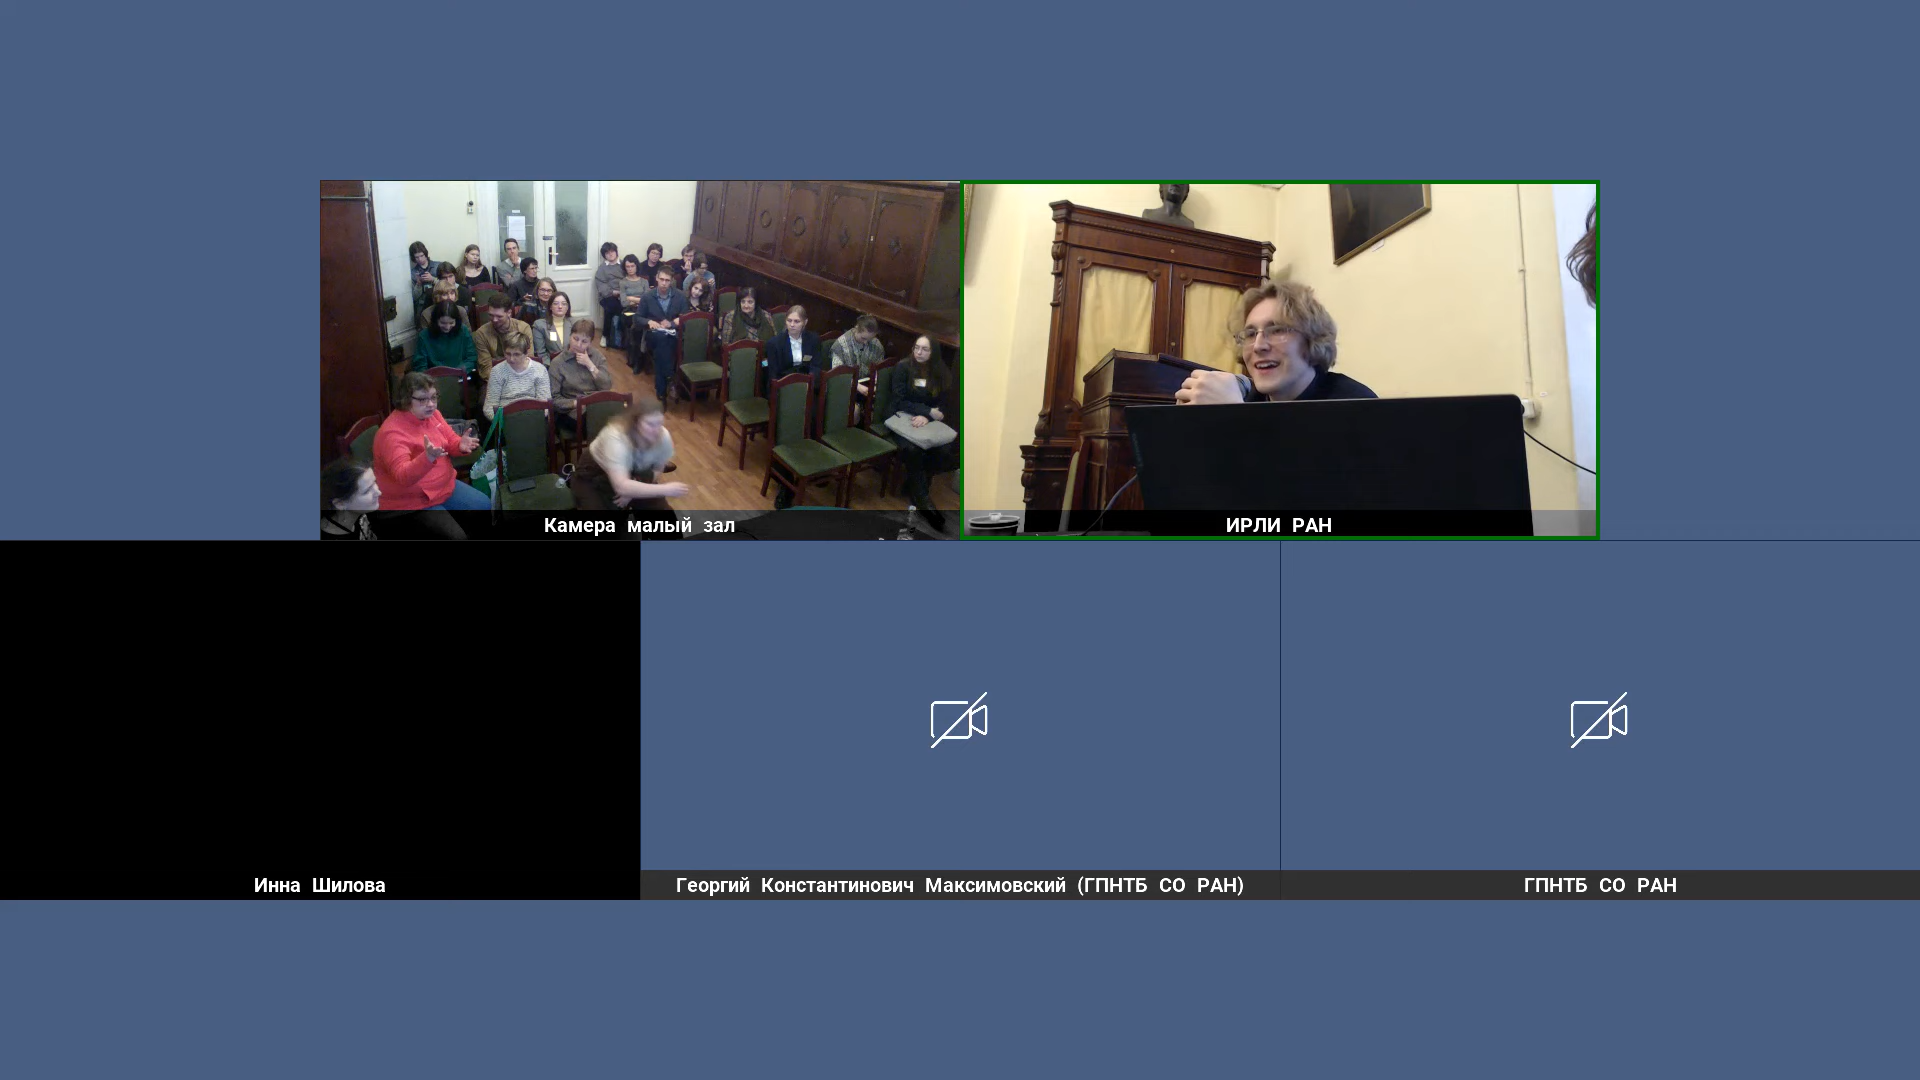 Камера малый зал
ИРЛИ РАН
Инна Шилова
Георгий Константинович Максимовский (ГПНТБ СО РАН)
ГПНТБ СО РАН